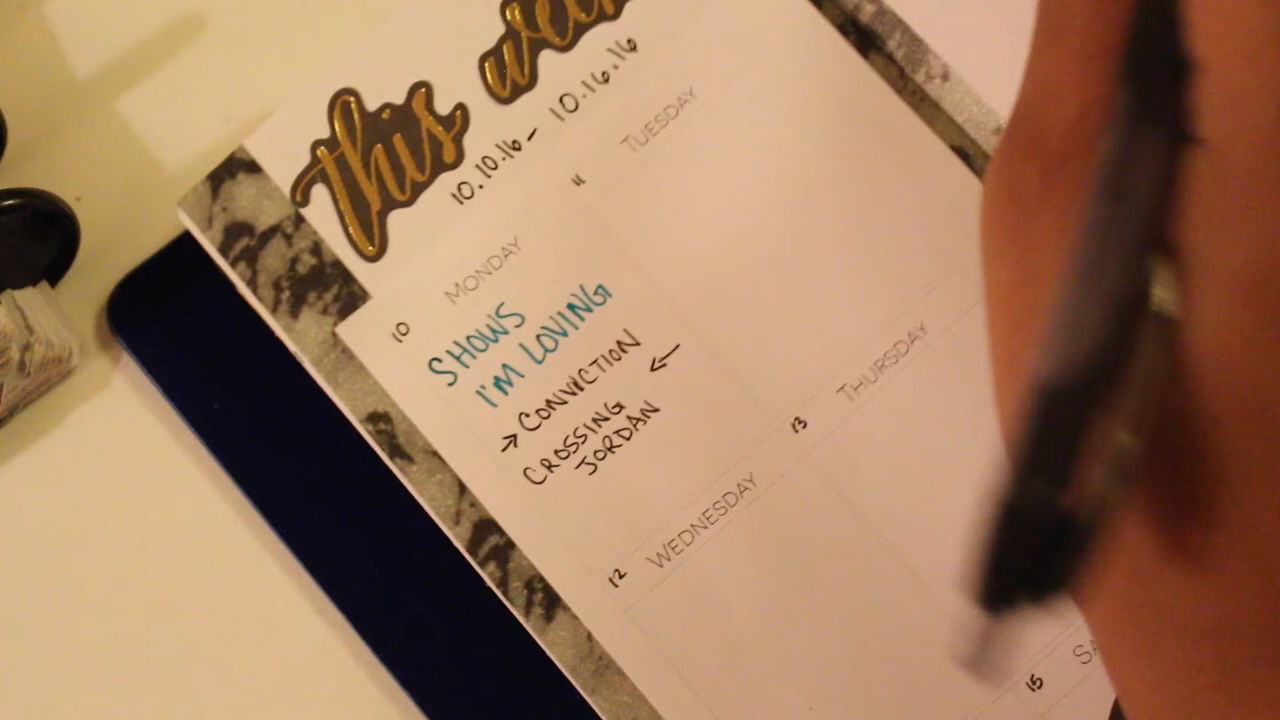 this
10.10.16 - 10.16.16
10 MONDAY
SHOWS
I'M LOVING
→ CONVICTION
←
CROSSING
JORDAN
11 TUESDAY
12 WEDNESDAY
13 THURSDAY
15